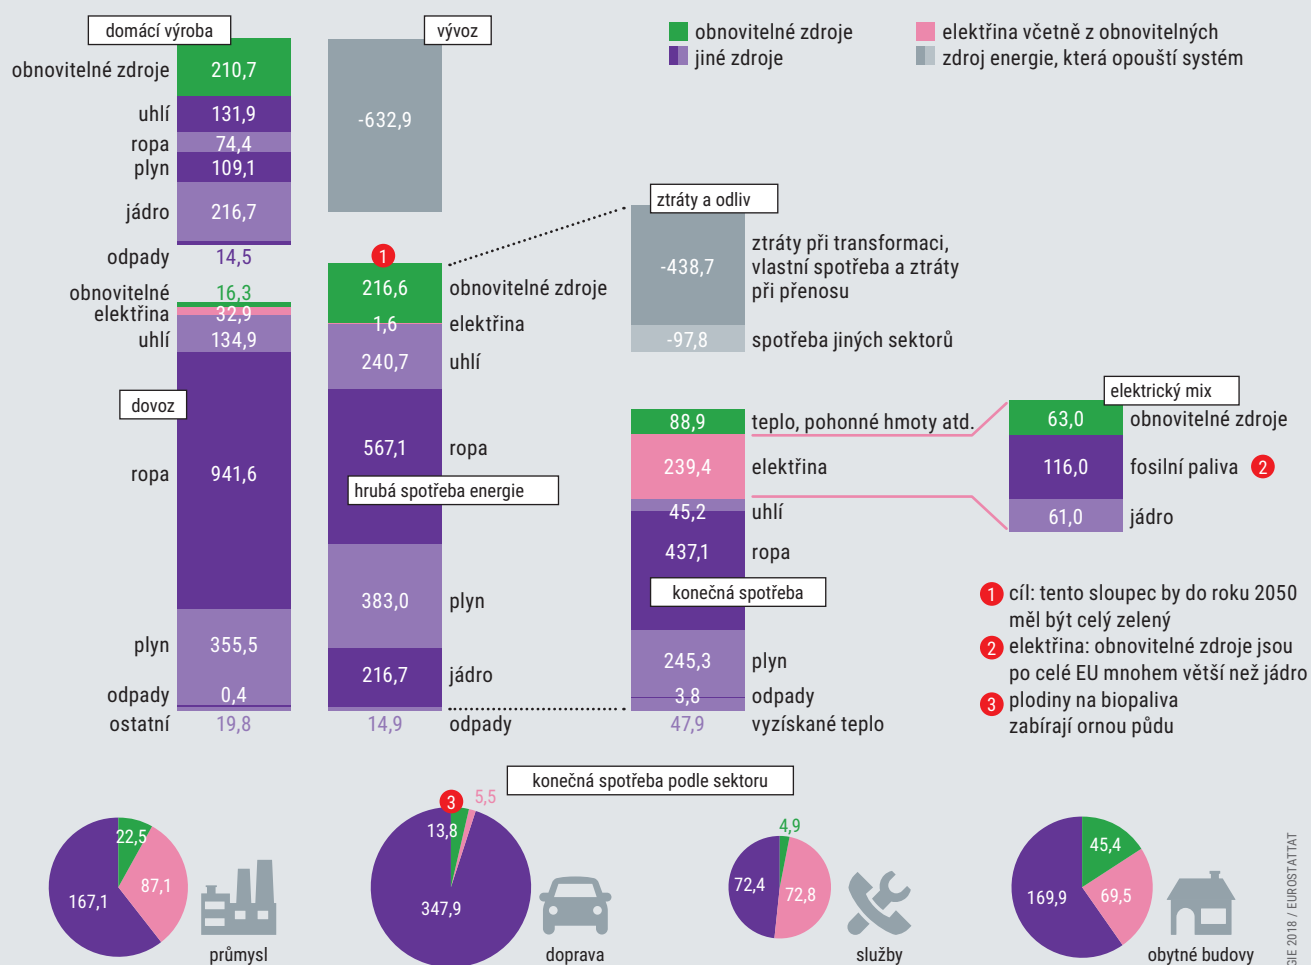 domácí výroba
obnovitelné zdroje 210,7
uhlí 131,9
ropa 74,4
plyn 109,1
jádro 216,7
odpady 14,5
dovoz
obnovitelné 16,3
elektřina 32,9
uhlí 134,9
ropa 941,6
plyn 355,5
odpady 0,4
ostatní 19,8
vývoz
-632,9
1
216,6 obnovitelné zdroje
1,6 elektřina
240,7 uhlí
567,1 ropa
hrubá spotřeba energie
383,0 plyn
216,7 jádro
14,9 odpady
obnovitelné zdroje
jiné zdroje
elektřina včetně z obnovitelných
zdroj energie, která opouští systém
ztráty a odliv
-438,7
ztráty při transformaci,
vlastní spotřeba a ztráty
při přenosu
-97,8 spotřeba jiných sektorů
88,9 teplo, pohonné hmoty atd.
239,4 elektřina
45,2 uhlí
437,1 ropa
konečná spotřeba
245,3 plyn
3,8 odpady
47,9 vyzískané teplo
elektrický mix
63,0 obnovitelné zdroje
116,0 fosilní paliva 2
61,0 jádro
1 cíl: tento sloupec by do roku 2050
měl být celý zelený
2 elektřina: obnovitelné zdroje jsou
po celé EU mnohem větší než jádro
3 plodiny na biopaliva
zabírají ornou půdu
konečná spotřeba podle sektoru
22,5
87,1
167,1
průmysl
3
5,5
13,8
347,9
doprava
4,9
72,4
72,8
služby
45,4
169,9
69,5
obytné budovy
2018 / EUROSTATTAT